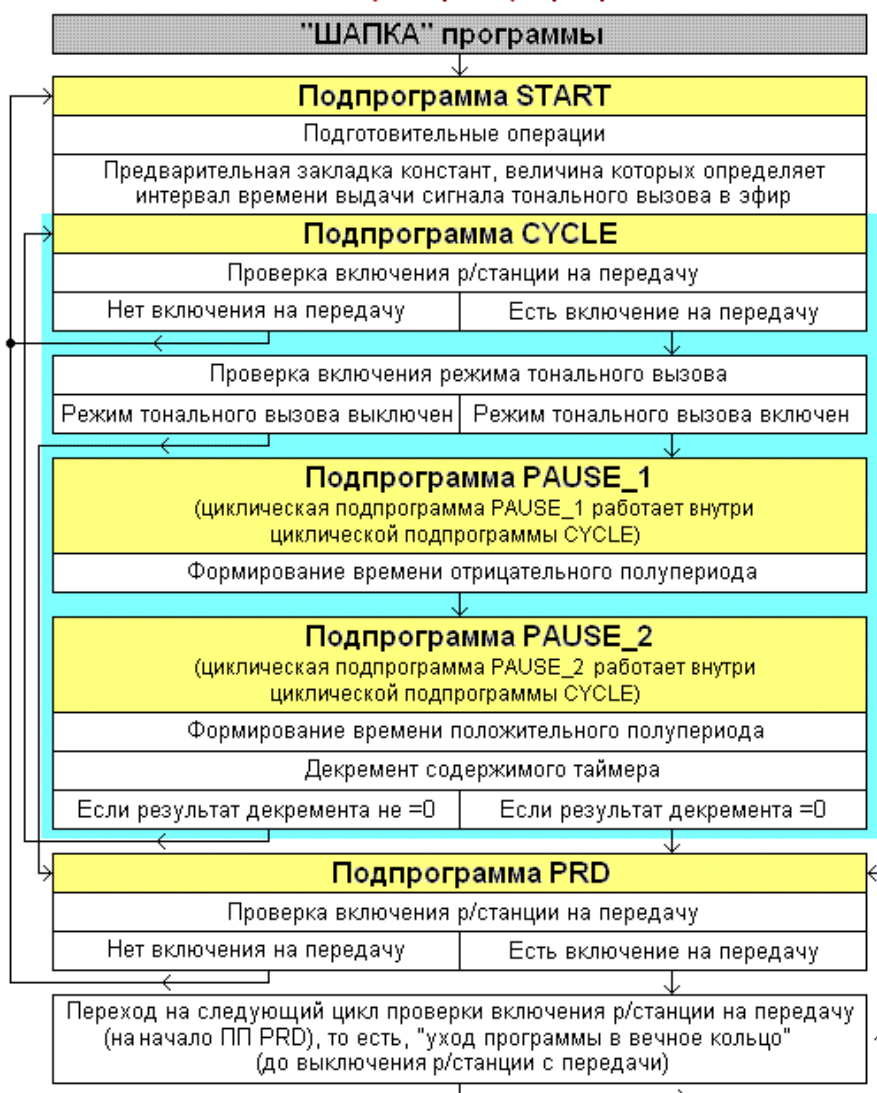 "ШАПКА" программы
Подпрограмма START
Подготовительные операции
Предварительная закладка констант, величина которых определяет
интервал времени выдачи сигнала тонального вызова в эфир
Подпрограмма CYCLE
Проверка включения р/станции на передачу
Нет включения на передачу
Есть включение на передачу
Проверка включения режима тонального вызова
Режим тонального вызова выключен
Режим тонального вызова включен
Подпрограмма PAUSE_1
(циклическая подпрограмма PAUSE_1 работает внутри
циклической подпрограммы CYCLE)
Формирование времени отрицательного полупериода
Подпрограмма PAUSE_2
(циклическая подпрограмма PAUSE_2 работает внутри
циклической подпрограммы CYCLE)
Формирование времени положительного полупериода
Декремент содержимого таймера
Если результат декремента не =0
Если результат декремента =0
Подпрограмма PRD
Проверка включения р/станции на передачу
Нет включения на передачу
Есть включение на передачу
Переход на следующий цикл проверки включения р/станции на передачу
(на начало ПП PRD), то есть, "уход программы в вечное кольцо"
(до выключения р/станции с передачи)